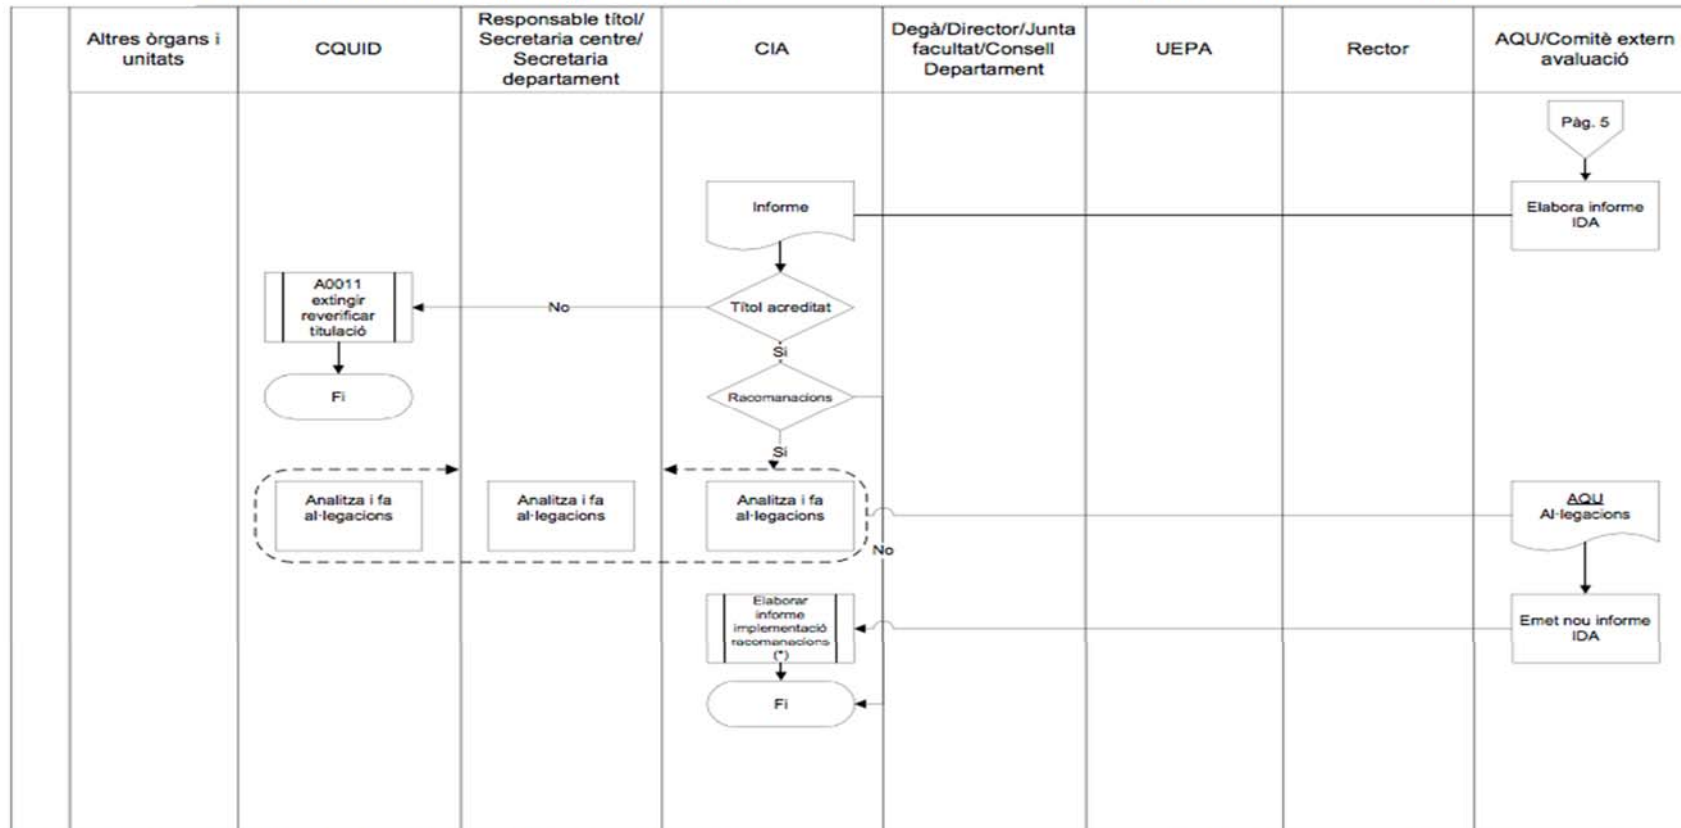 Altres òrgans i
unitats
CQUID
Responsable títol/
Secretaria centre/
Secretaria
departament
CIA
Degà/Director/Junta
facultat/Consell
Departament
UEPA
Rector
AQU/Comitè extern
avaluació
Pàg. 5
Informe
Elabora informe
IDA
A0011
extingir
reverificar
titulació
No
Títol acreditat
Si
Fi
Racomanacions
Si
Analitza i fa
al·legacions
Analitza i fa
al·legacions
Analitza i fa
al·legacions
AQU
Al·legacions
No
Elaborar
informe
implementació
racomanacions
(*)
Emet nou informe
IDA
Fi